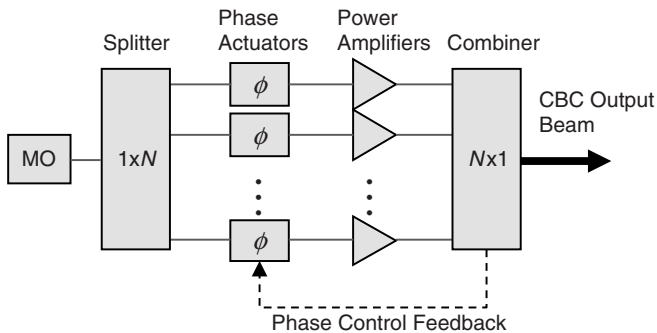 Phase
Actuators
Power
Amplifiers
Splitter
Combiner
MO
1xN
ϕ
ϕ
ϕ
Nx1
CBC Output
Beam
Phase Control Feedback